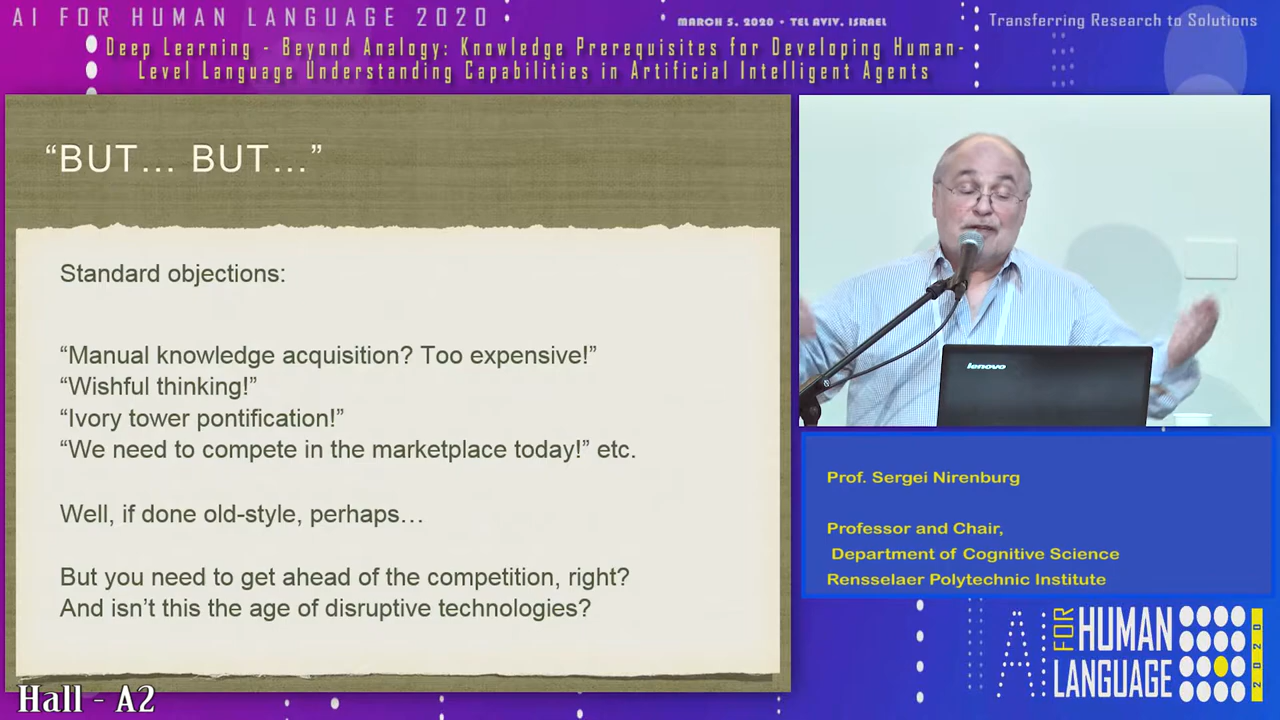 AI FOR HUMAN LANGUAGE 2020
MARCH 5, 2020 • TEL AVIV, ISRAEL
Transferring Research to Solutions
Deep Learning - Beyond Analogy: Knowledge Prerequisites for Developing Human-
Level Language Understanding Capabilities in Artificial Intelligent Agents
“BUT... BUT...”
Standard objections:
“Manual knowledge acquisition? Too expensive!”
“Wishful thinking!”
“Ivory tower pontification!”
“We need to compete in the marketplace today!” etc.
Well, if done old-style, perhaps…
But you need to get ahead of the competition, right?
And isn’t this the age of disruptive technologies?
lenovo
Prof. Sergei Nirenburg
Professor and Chair,
Department of Cognitive Science
Rensselaer Polytechnic Institute
AI FOR HUMAN
LANGUAGE
2020
Hall - A2